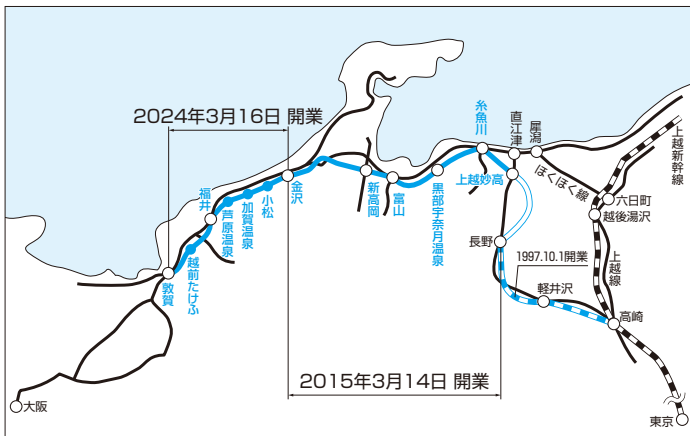 2024年3月16日 開業
糸魚川
直江津
犀潟
上越新幹線
ほくほく線
六日町
越後湯沢
上越線
上越妙高
黒部宇奈月温泉
富山
新高岡
金沢
小松
加賀温泉
芦原温泉
福井
越前たけふ
敦賀
長野
1997.10.1開業
軽井沢
高崎
2015年3月14日 開業
大阪
東京